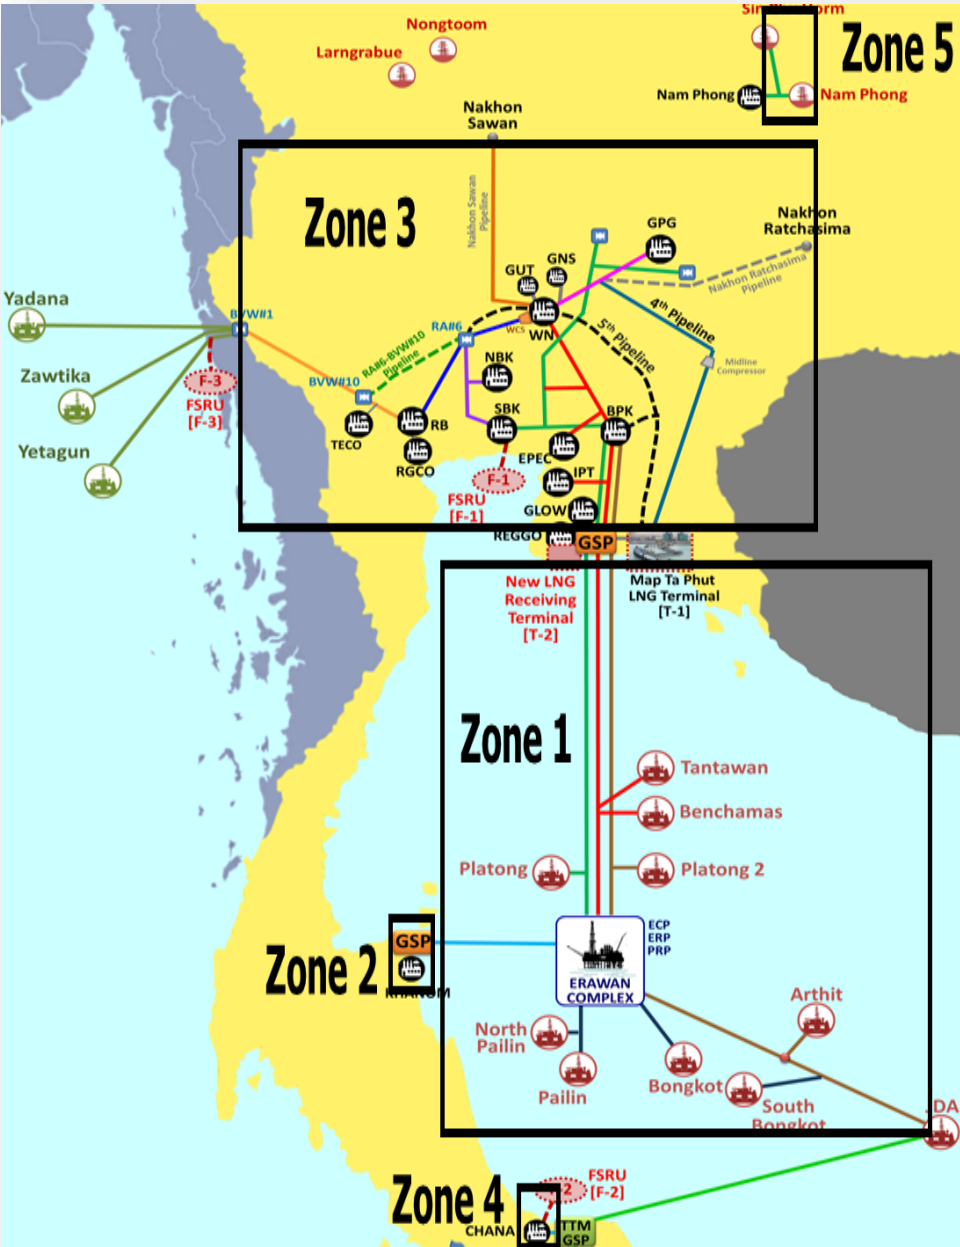 Nongtoom
Larngrabue
Zone 5
Nam Phong
Nam Phong
Nakhon
Sawan
Zone 3
Nakhon Sawan
Pipeline
GPG
Nakhon
Ratchasima
Nakhon Ratchasima
Pipeline
GUT
GNS
WCS
WN
4th Pipeline
5th Pipeline
Midline
Compressor
Yadana
BVW#1
RA#6
RA#6-BVW#10
Pipeline
NBK
BVW#10
Zawtika
F-3
FSRU
[F-3]
Yetagun
TECO
RB
RGCO
SBK
BPK
EPEC
F-1
FSRU
[F-1]
IPT
GLOW
REGGO
GSP
New LNG
Receiving
Terminal
[T-2]
Map Ta Phut
LNG Terminal
[T-1]
Zone 1
Tantawan
Benchamas
Platong
Platong 2
GSP
Zone 2
KHANOM
ECP
ERP
PRP
ERAWAN
COMPLEX
Arthit
North
Pailin
Pailin
Bongkot
South
Bongkot
DA
Zone 4
FSRU
[F-2]
-2
CHANA
TTM
GSP